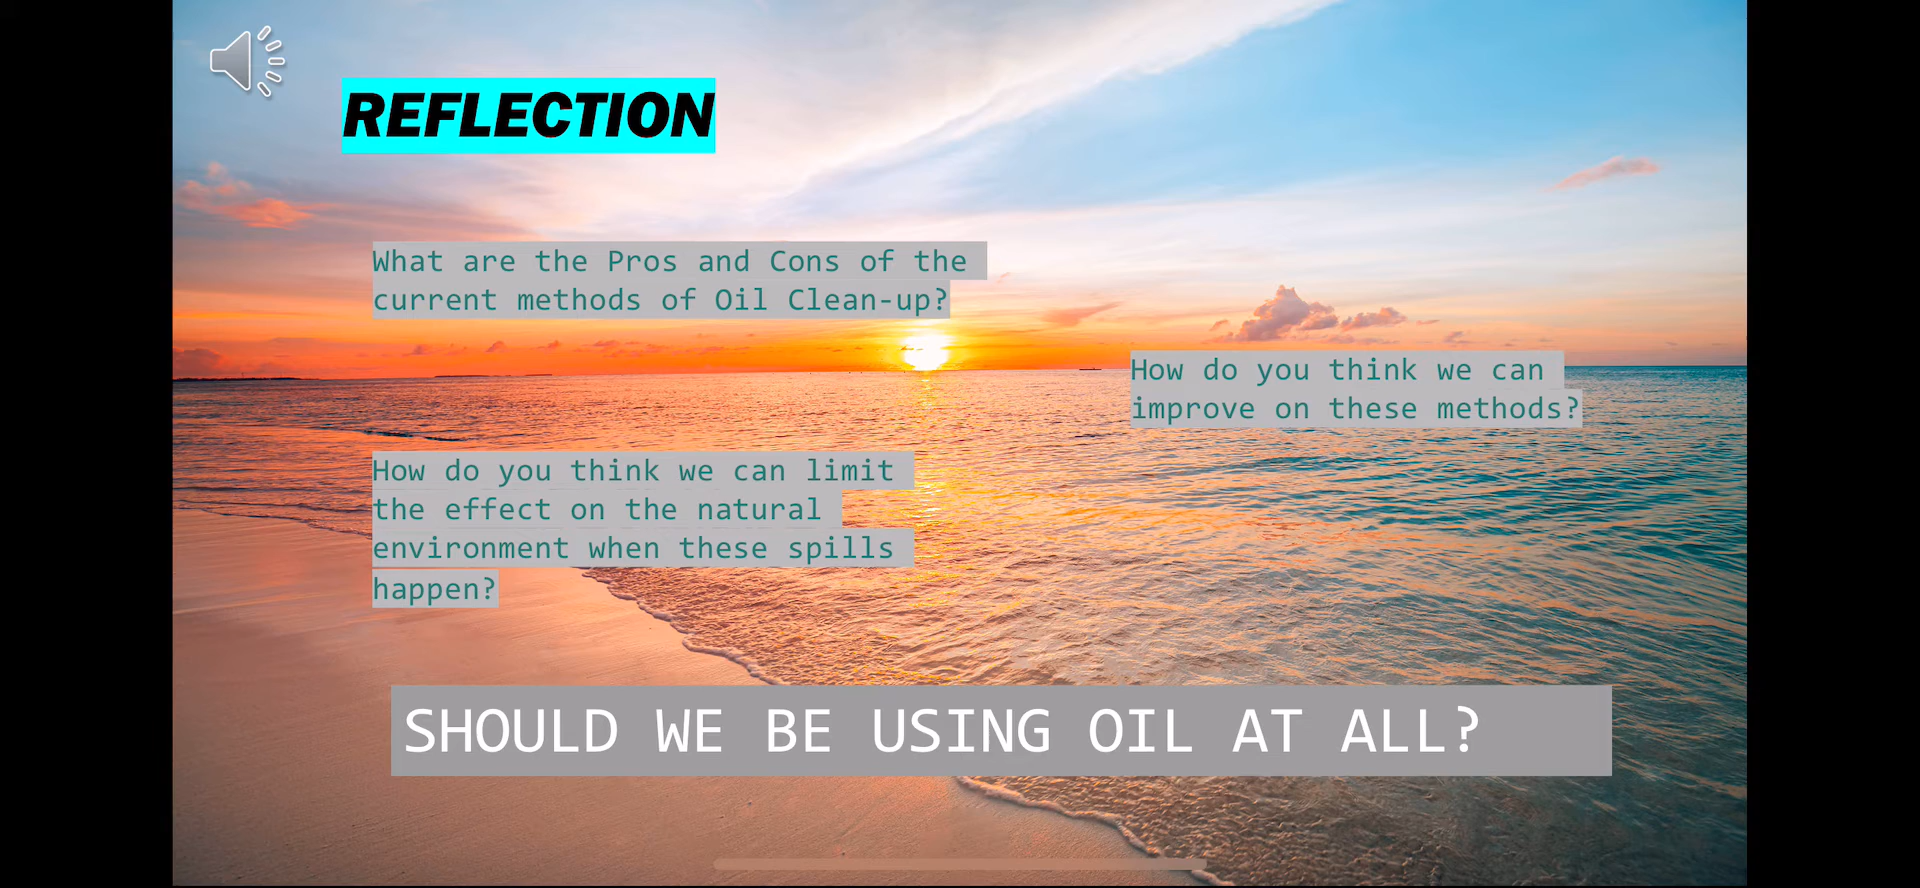 REFLECTION
What are the Pros and Cons of the
current methods of Oil Clean-up?
How do you think we can
improve on these methods?
How do you think we can limit
the effect on the natural
environment when these spills
happen?
SHOULD WE BE USING OIL AT ALL?